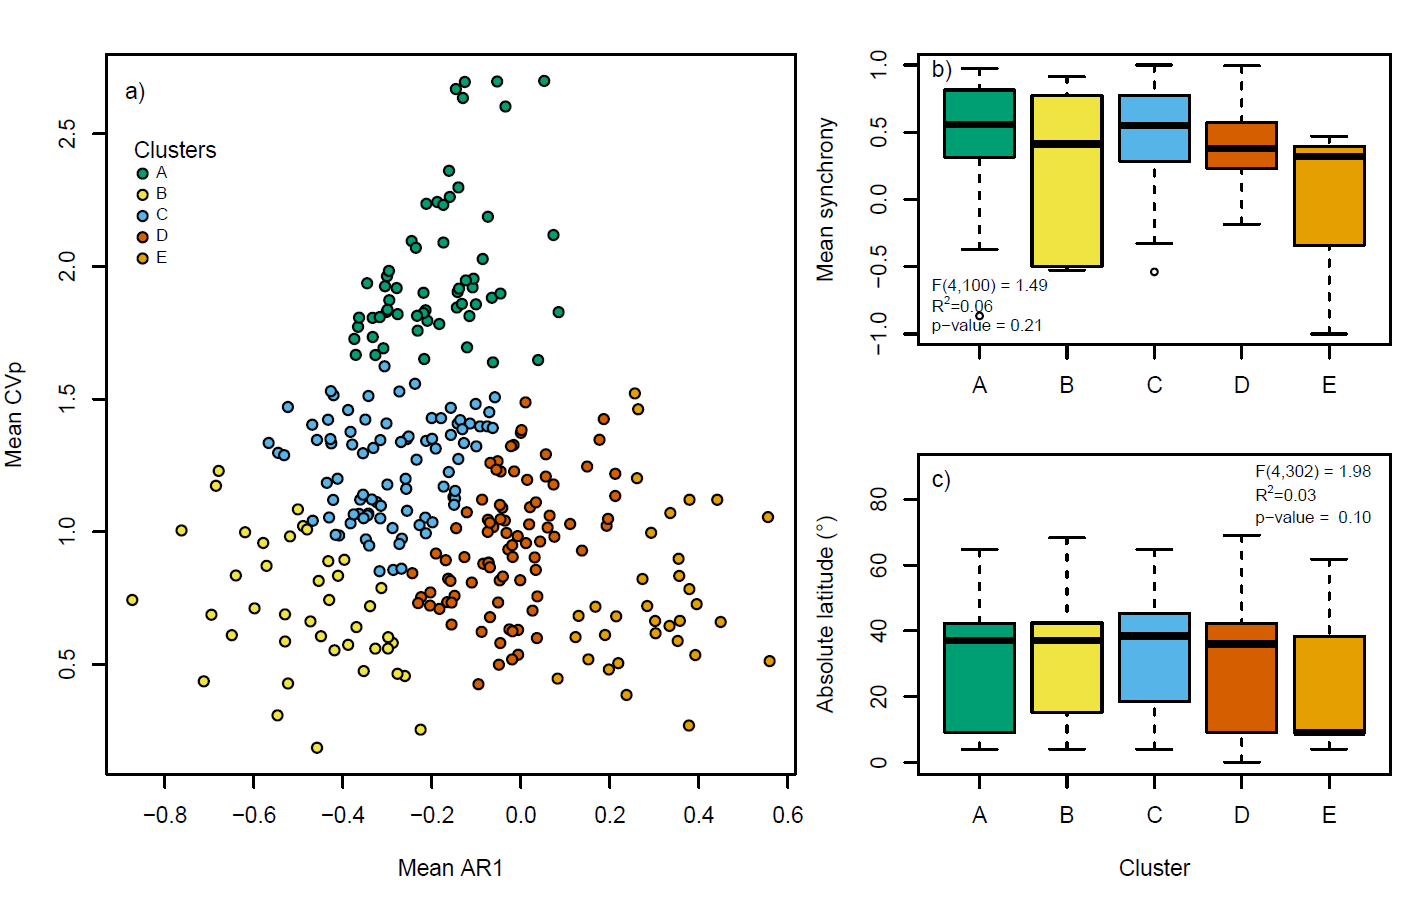 a)
Clusters
A
B
C
D
E
Mean CVp
2.5
2.0
1.5
1.0
0.5
−0.8 −0.6 −0.4 −0.2 0.0 0.2 0.4 0.6
Mean AR1
b)
Mean synchrony
1.0
0.5
0.0
−0.5
−1.0
F(4,100) = 1.49
R²=0.06
p−value = 0.21
A B C D E
c)
Absolute latitude (°)
80
60
40
20
0
F(4,302) = 1.98
R²=0.03
p−value = 0.10
A B C D E
Cluster